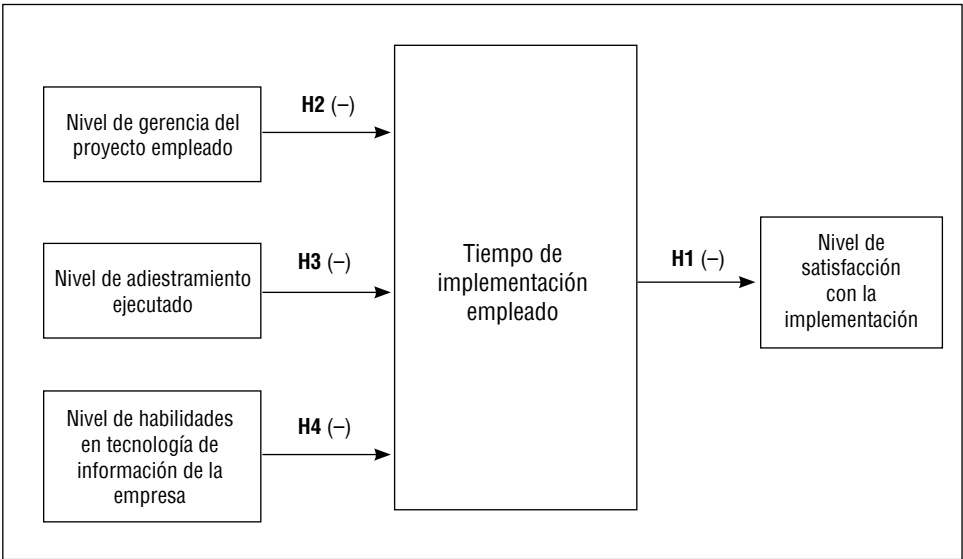 H2 (–)
Nivel de gerencia del
proyecto empleado
H3 (–)
Nivel de adiestramiento
ejecutado
H4 (–)
Nivel de habilidades
en tecnología de
información de la
empresa
Tiempo de
implementación
empleado
H1 (–)
Nivel de
satisfacción
con la
implementación